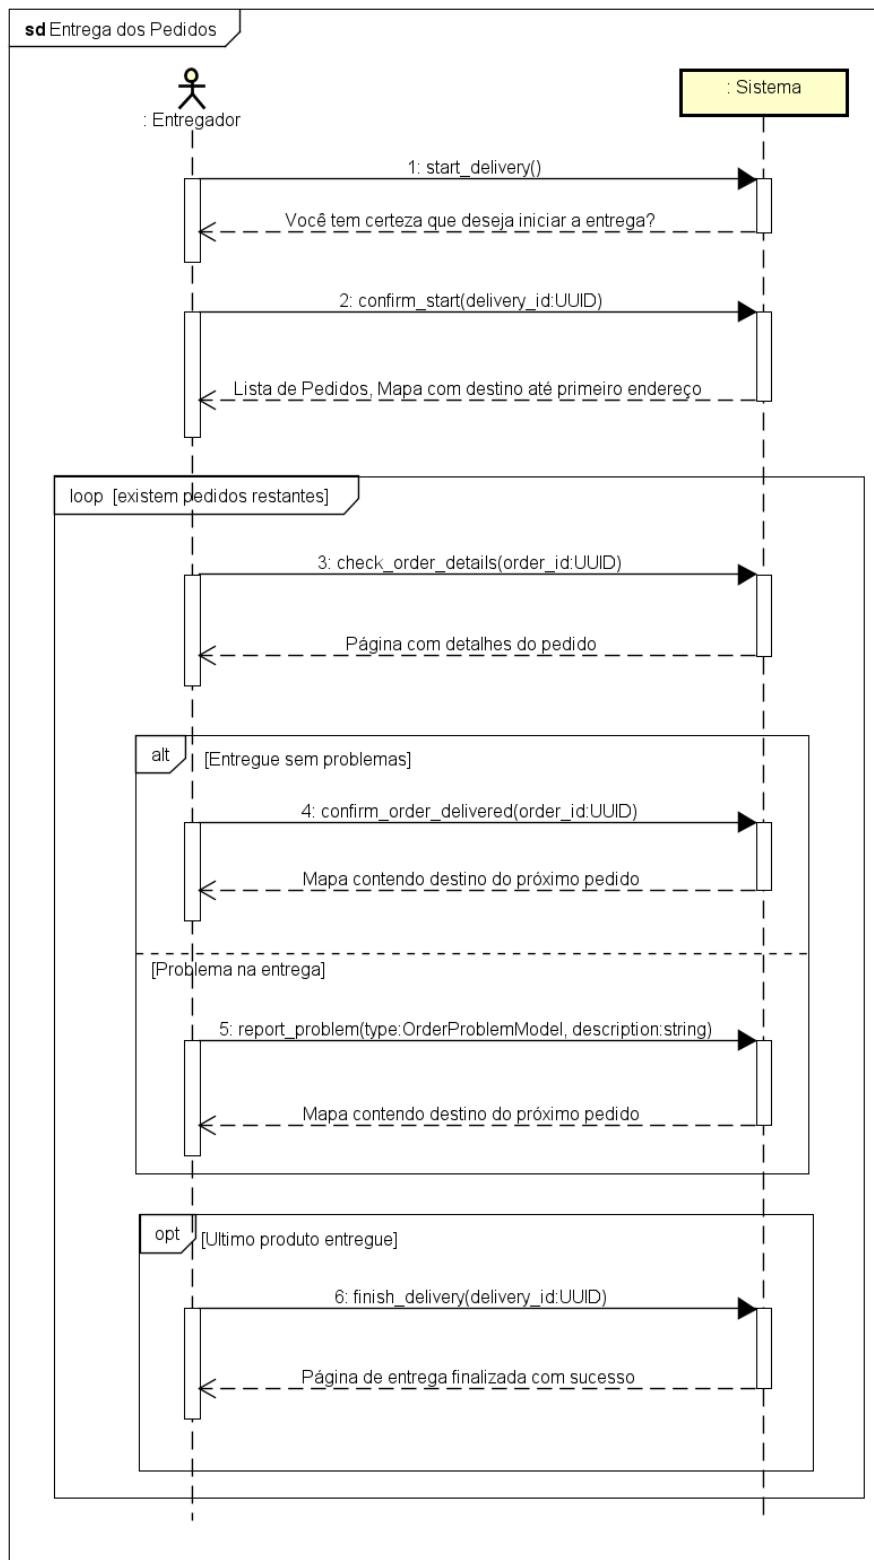 sd Entrega dos Pedidos
: Entregador
: Sistema
1: start_delivery()
Você tem certeza que deseja iniciar a entrega?
2: confirm_start(delivery_id:UUID)
Lista de Pedidos, Mapa com destino até primeiro endereço
loop [existem pedidos restantes]
3: check_order_details(order_id:UUID)
Página com detalhes do pedido
alt [Entregue sem problemas]
4: confirm_order_delivered(order_id:UUID)
Mapa contendo destino do próximo pedido
[Problema na entrega]
5: report_problem(type:OrderProblemModel, description:string)
Mapa contendo destino do próximo pedido
opt [Ultimo produto entregue]
6: finish_delivery(delivery_id:UUID)
Página de entrega finalizada com sucesso